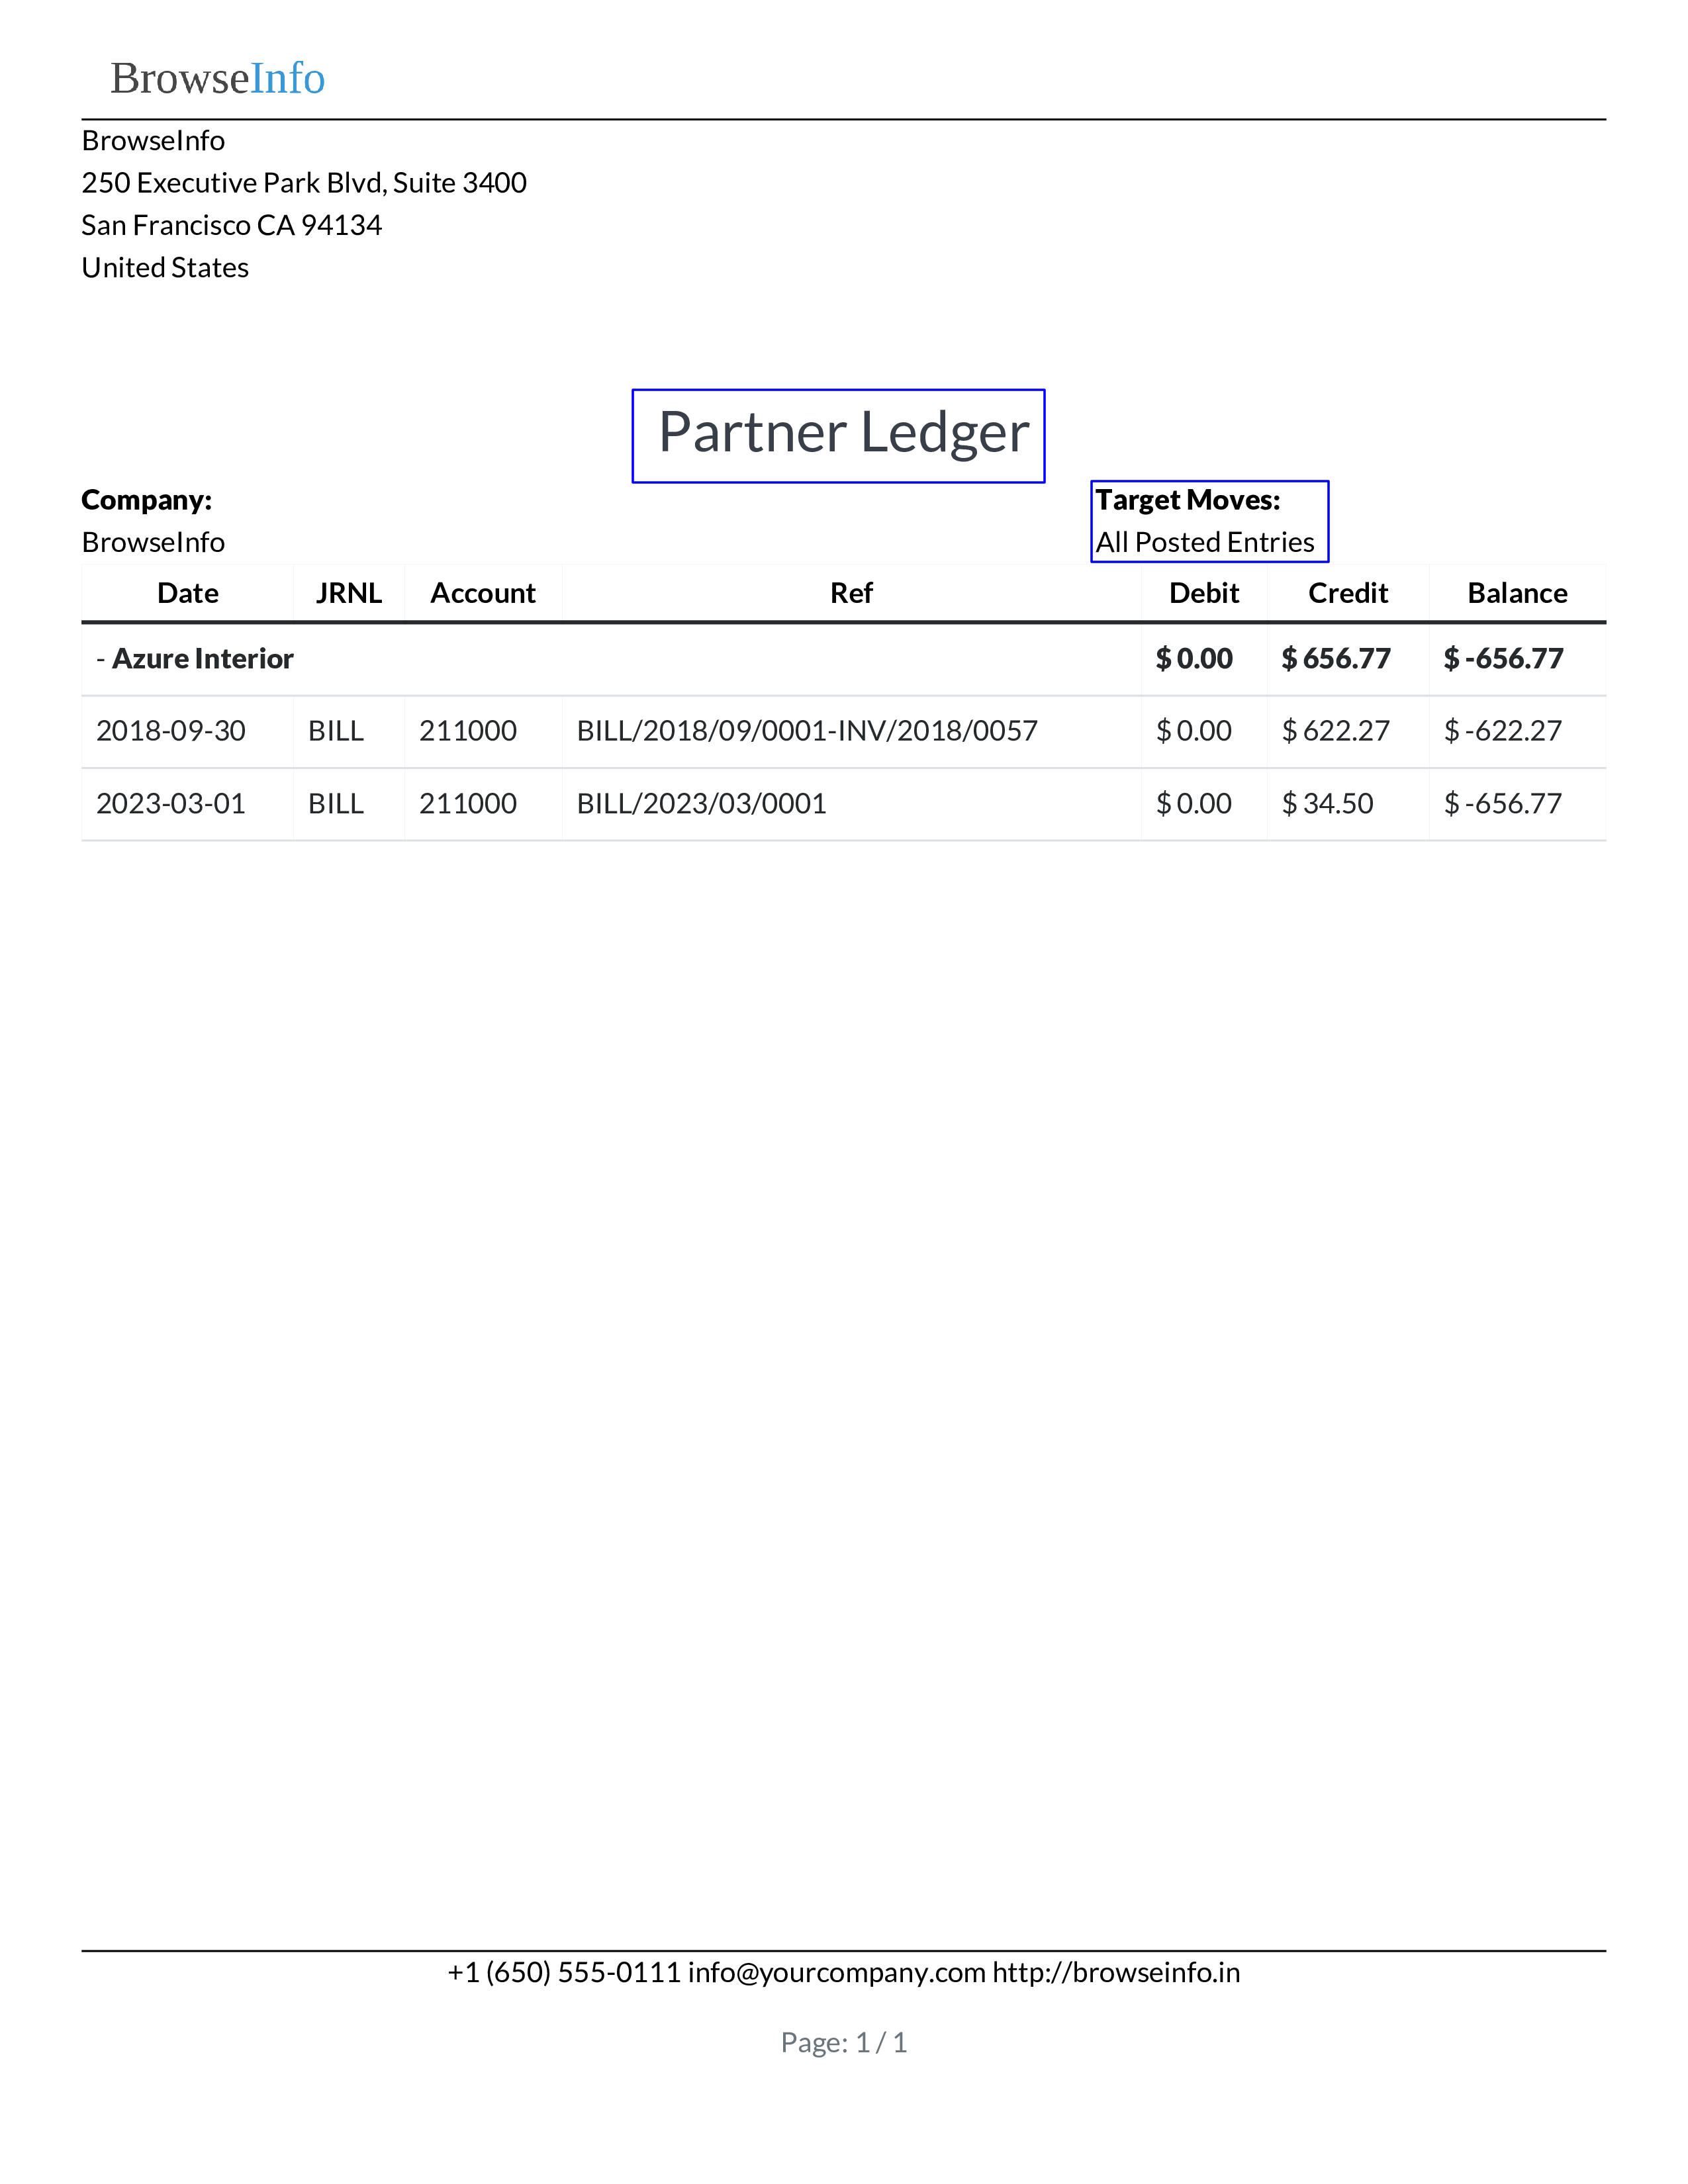 BrowseInfo
BrowseInfo
250 Executive Park Blvd, Suite 3400
San Francisco CA 94134
United States
Partner Ledger
Company: Target Moves:
BrowseInfo All Posted Entries
Date JRNL Account Ref Debit Credit Balance
- Azure Interior $ 0.00 $ 656.77 $ -656.77
2018-09-30 BILL 211000 BILL/2018/09/0001-INV/2018/0057 $ 0.00 $ 622.27 $ -622.27
2023-03-01 BILL 211000 BILL/2023/03/0001 $ 0.00 $ 34.50 $ -656.77
+1 (650) 555-0111 info@yourcompany.com http://browseinfo.in
Page: 1 / 1